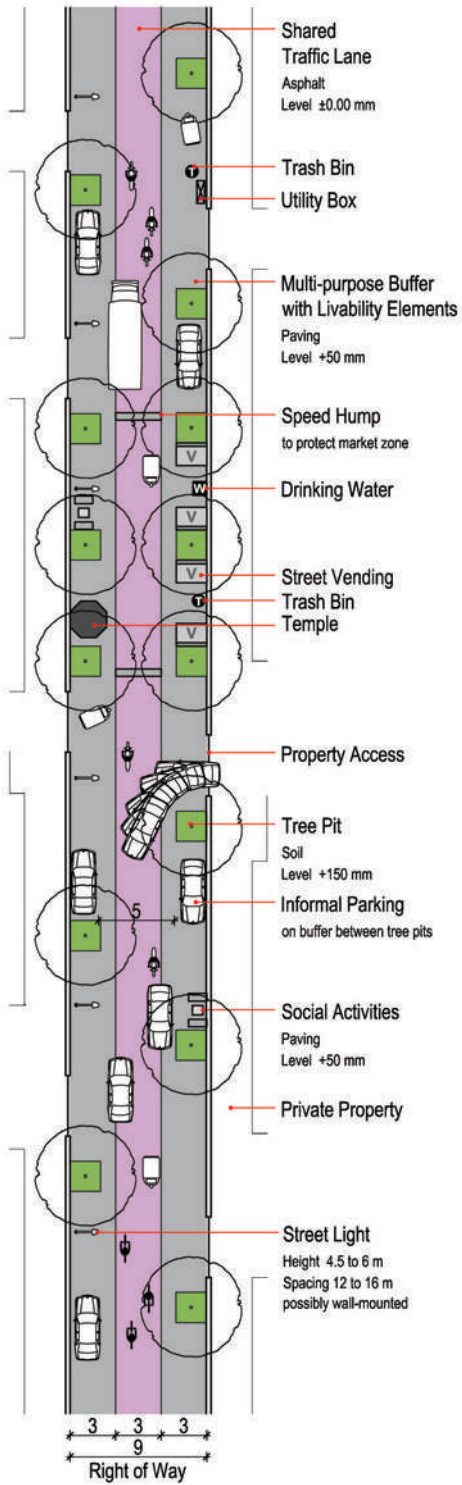 Shared
Traffic Lane
Asphalt
Level ±0.00 mm
T
Trash Bin
Utility Box
Multi-purpose Buffer
with Livability Elements
Paving
Level +50 mm
Speed Hump
to protect market zone
V
W
Drinking Water
V
V
Street Vending
T
Trash Bin
Temple
V
Property Access
Tree Pit
Soil
Level +150 mm
Informal Parking
on buffer between tree pits
5
Social Activities
Paving
Level +50 mm
Private Property
Street Light
Height 4.5 to 6 m
Spacing 12 to 16 m
possibly wall-mounted
3 3 3
9
Right of Way